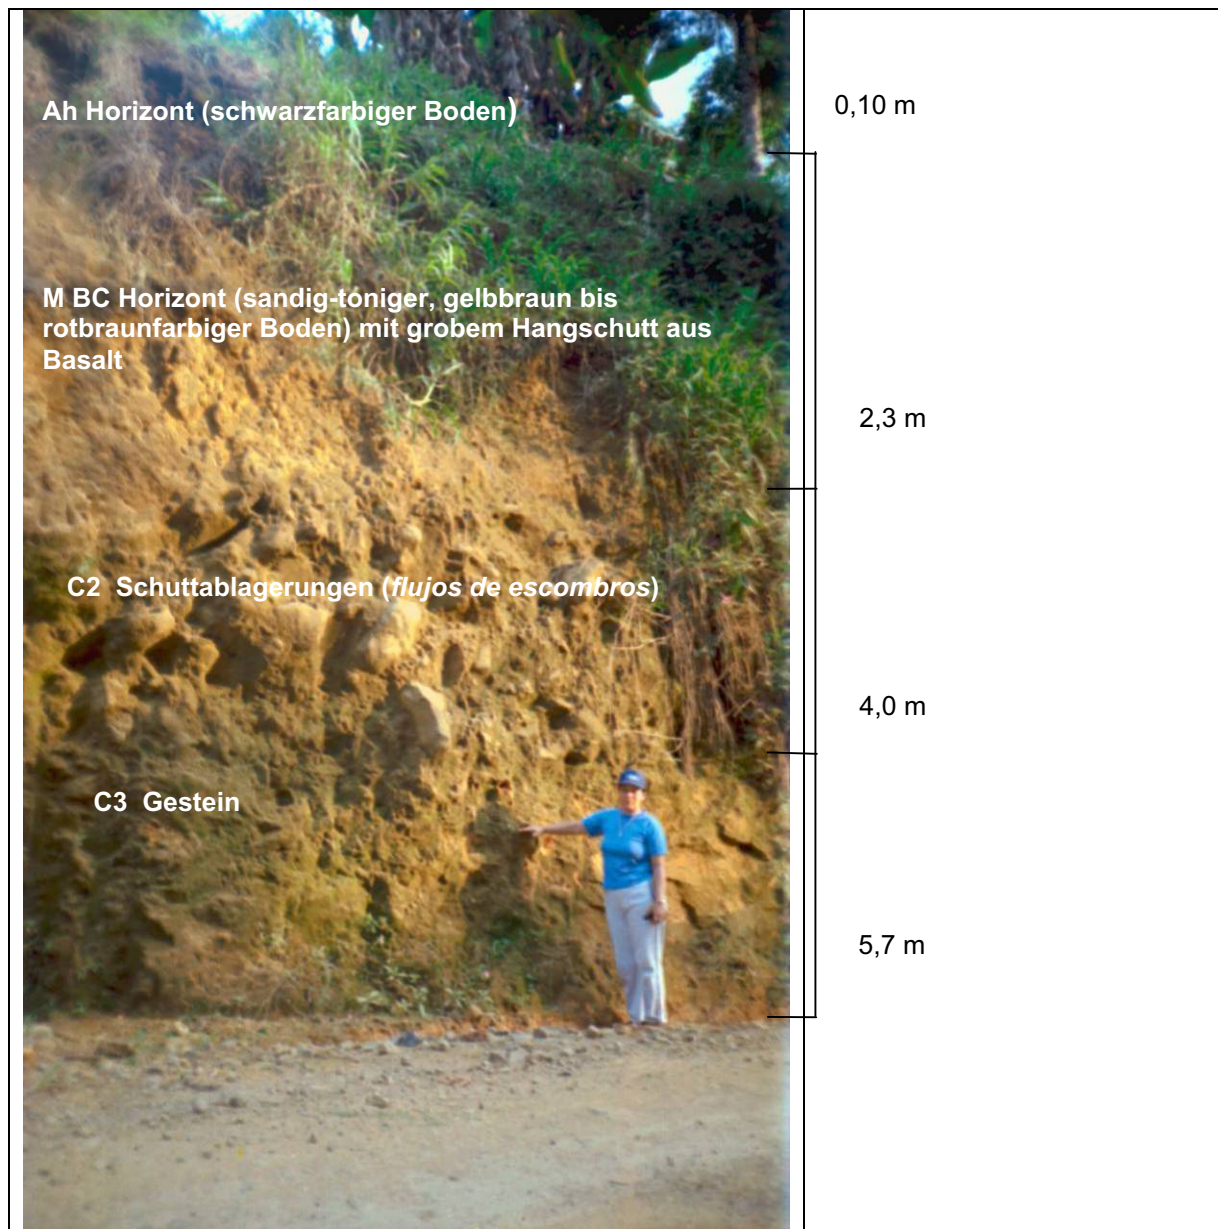 Ah Horizont (schwarzfarbiger Boden)
0,10 m
M BC Horizont (sandig-toniger, gelbbraun bis
rotbraunfarbiger Boden) mit grobem Hangschutt aus
Basalt
2,3 m
C2 Schuttablagerungen (flujos de escombros)
4,0 m
C3 Gestein
5,7 m